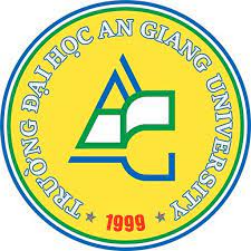 TRƯỜNG ĐẠI HỌC AN GIANG UNIVERSITY
1999